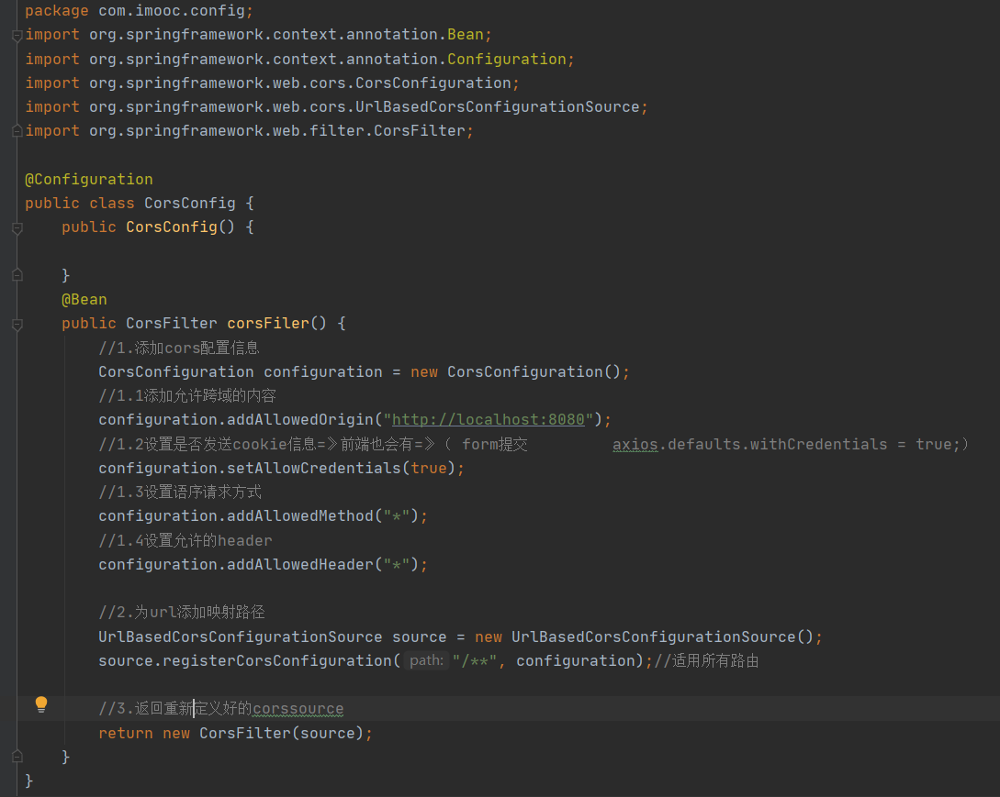 package com.imooc.config;
import org.springframework.context.annotation.Bean;
import org.springframework.context.annotation.Configuration;
import org.springframework.web.cors.CorsConfiguration;
import org.springframework.web.cors.UrlBasedCorsConfigurationSource;
import org.springframework.web.filter.CorsFilter;
@Configuration
public class CorsConfig {
public CorsConfig() {
}
@Bean
public CorsFilter corsFiler() {
//1.添加cors配置信息
CorsConfiguration configuration = new CorsConfiguration();
//1.1添加允许跨域的内容
configuration.addAllowedOrigin("http://localhost:8080");
//1.2设置是否发送cookie信息=》前端也会有=》（ form提交 axios.defaults.withCredentials = true;）
configuration.setAllowCredentials(true);
//1.3设置语序请求方式
configuration.addAllowedMethod("*");
//1.4设置允许的header
configuration.addAllowedHeader("*");
//2.为url添加映射路径
UrlBasedCorsConfigurationSource source = new UrlBasedCorsConfigurationSource();
source.registerCorsConfiguration( path: "/**", configuration);//适用所有路由
//3.返回重新定义好的corssource
return new CorsFilter(source);
}
}